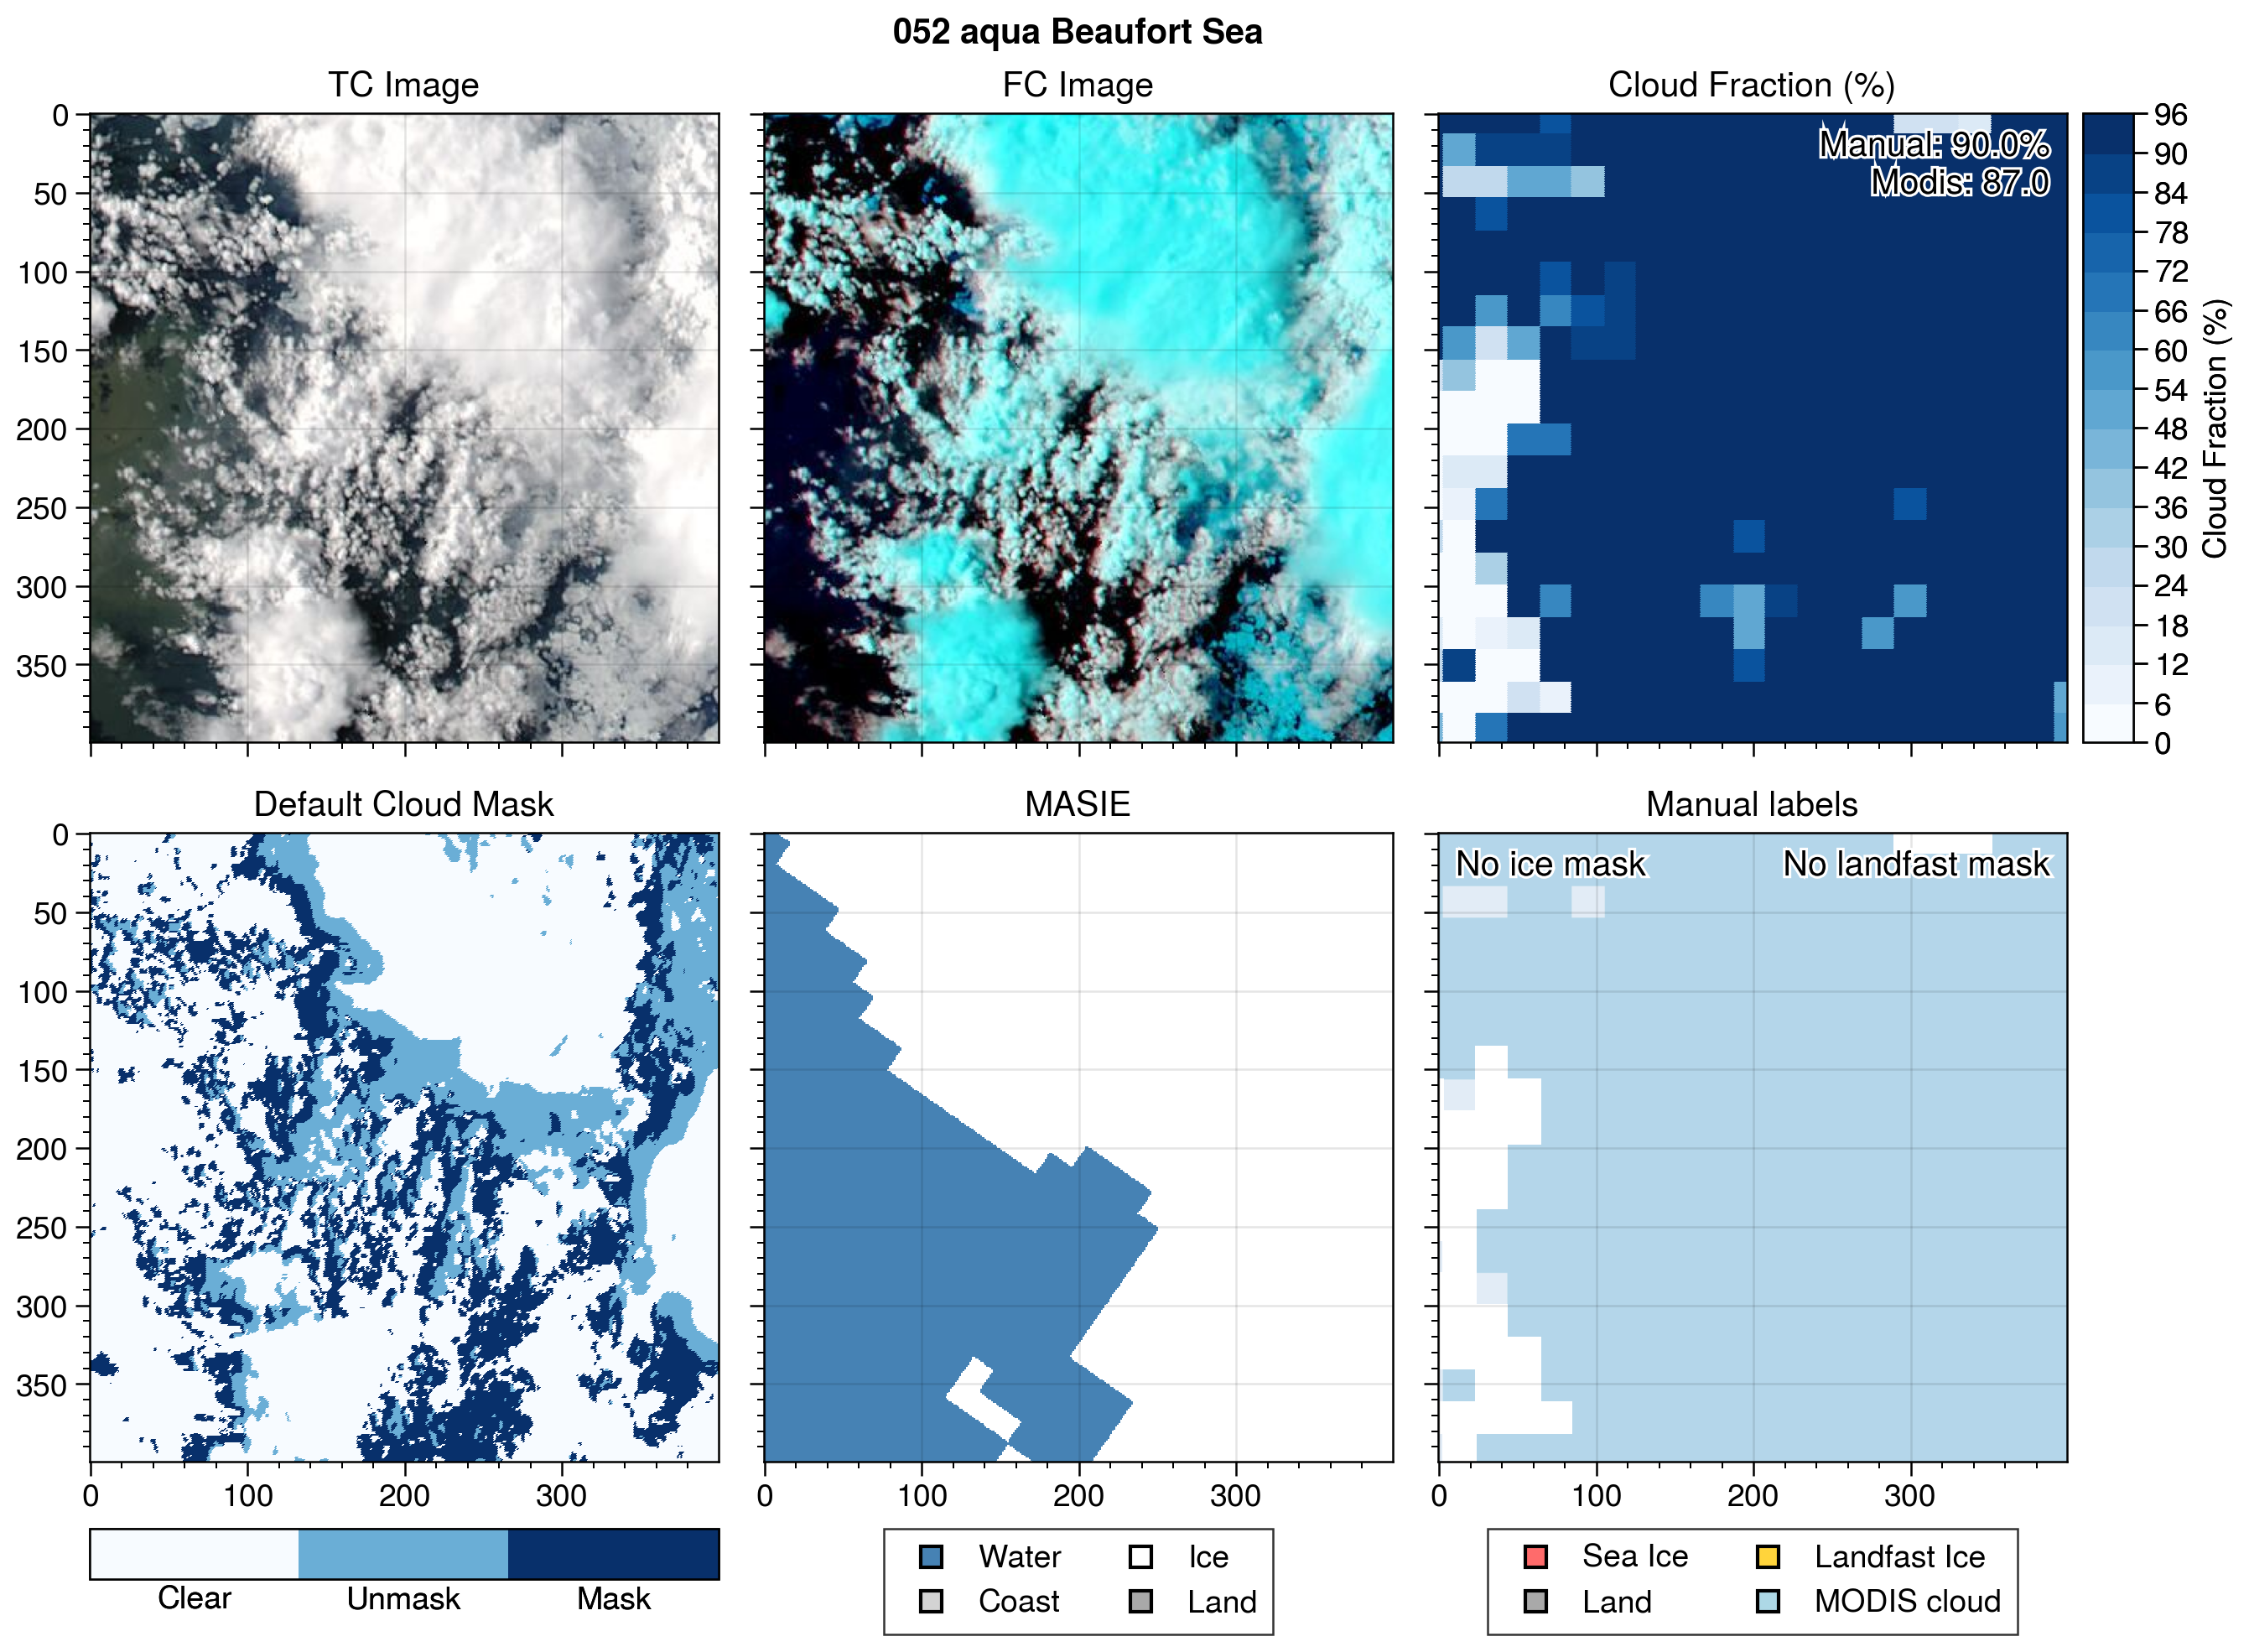 052 aqua Beaufort Sea
TC Image
FC Image
Cloud Fraction (%)
0
50
100
150
200
250
300
350
Manual: 90.0%
Modis: 87.0
96
90
84
78
72
66
60
54
48
42
36
30
24
18
12
6
0
Cloud Fraction (%)
Default Cloud Mask
MASIE
Manual labels
0
50
100
150
200
250
300
350
No ice mask
No landfast mask
0 100 200 300
0 100 200 300
0 100 200 300
Clear Unmask Mask
Water Ice
Coast Land
Sea Ice Landfast Ice
Land MODIS cloud